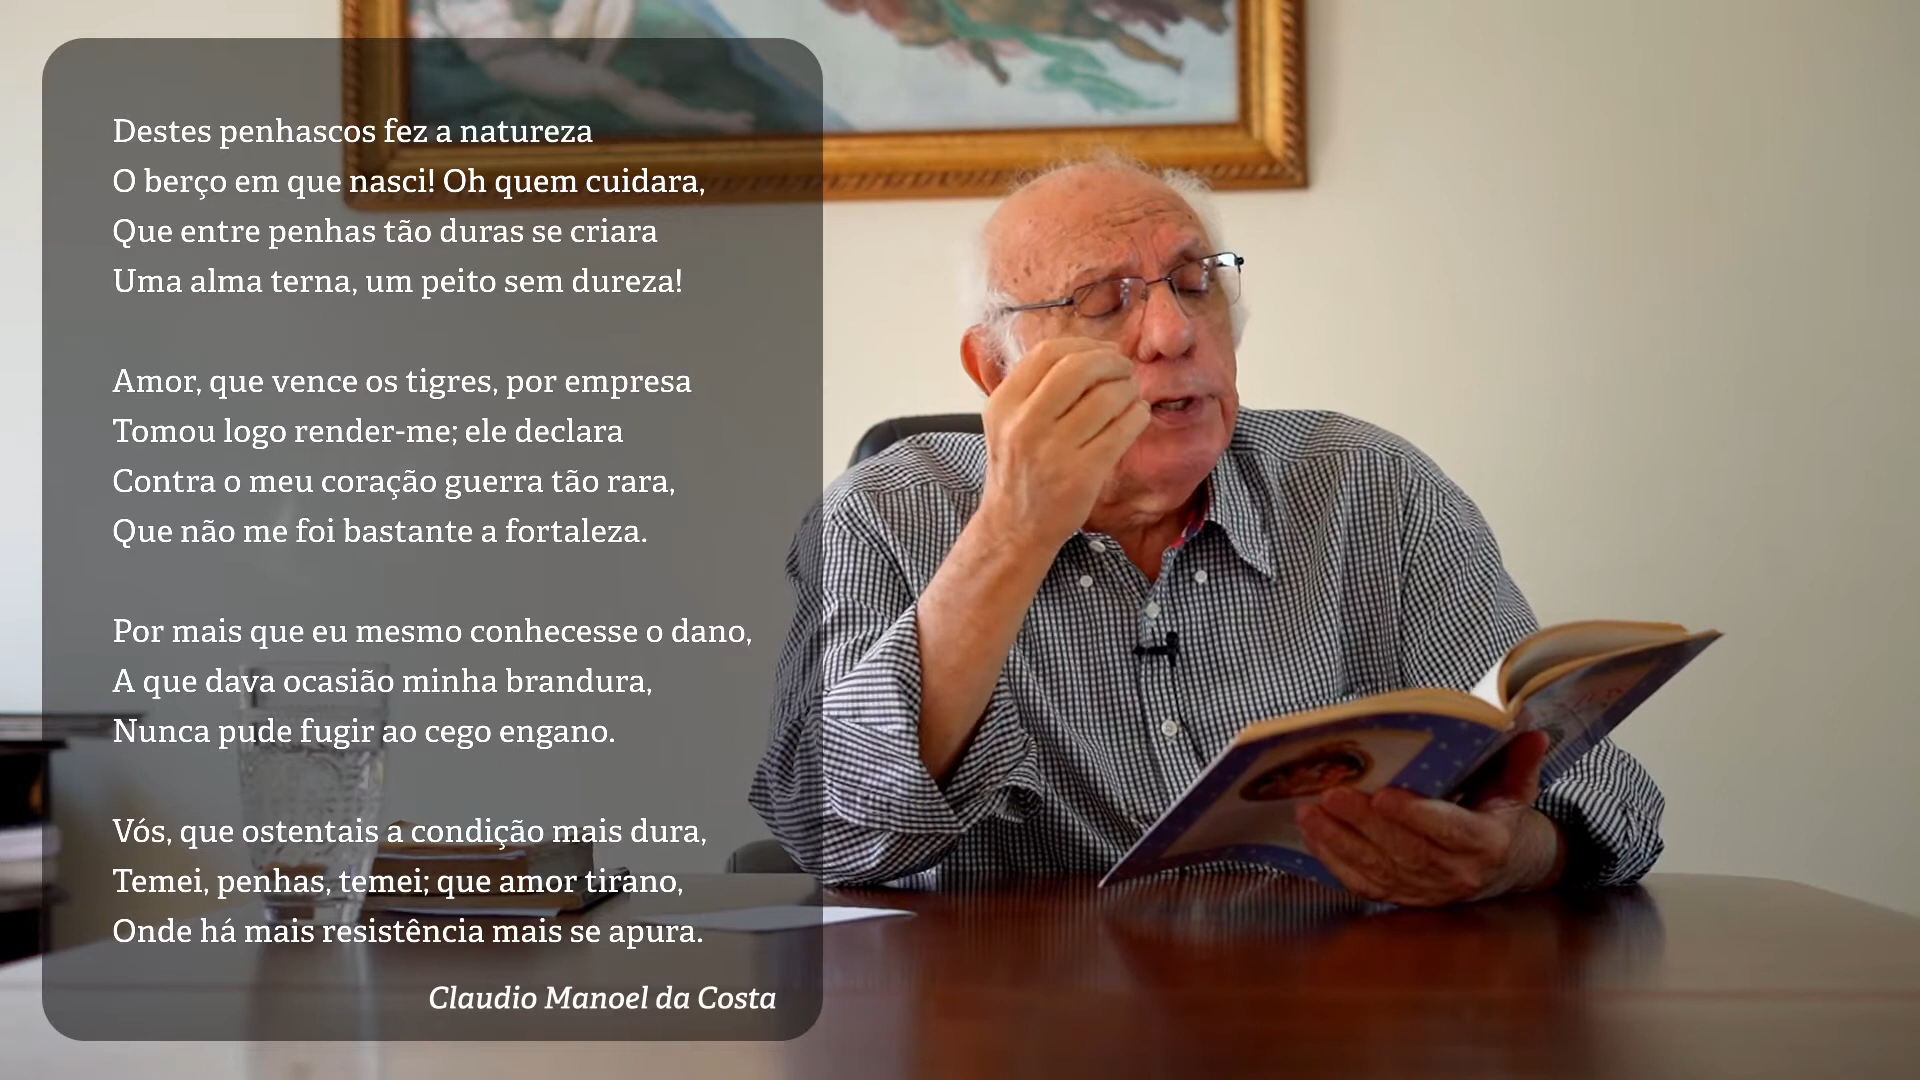 Destes penhascos fez a natureza
O berço em que nasci! Oh quem cuidara,
Que entre penhas tão duras se criara
Uma alma terna, um peito sem dureza!
Amor, que vence os tigres, por empresa
Tomou logo render-me; ele declara
Contra o meu coração guerra tão rara,
Que não me foi bastante a fortaleza.
Por mais que eu mesmo conhecesse o dano,
A que dava ocasião minha brandura,
Nunca pude fugir ao cego engano.
Vós, que ostentais a condição mais dura,
Temei, penhas, temei; que amor tirano,
Onde há mais resistência mais se apura.
Claudio Manoel da Costa